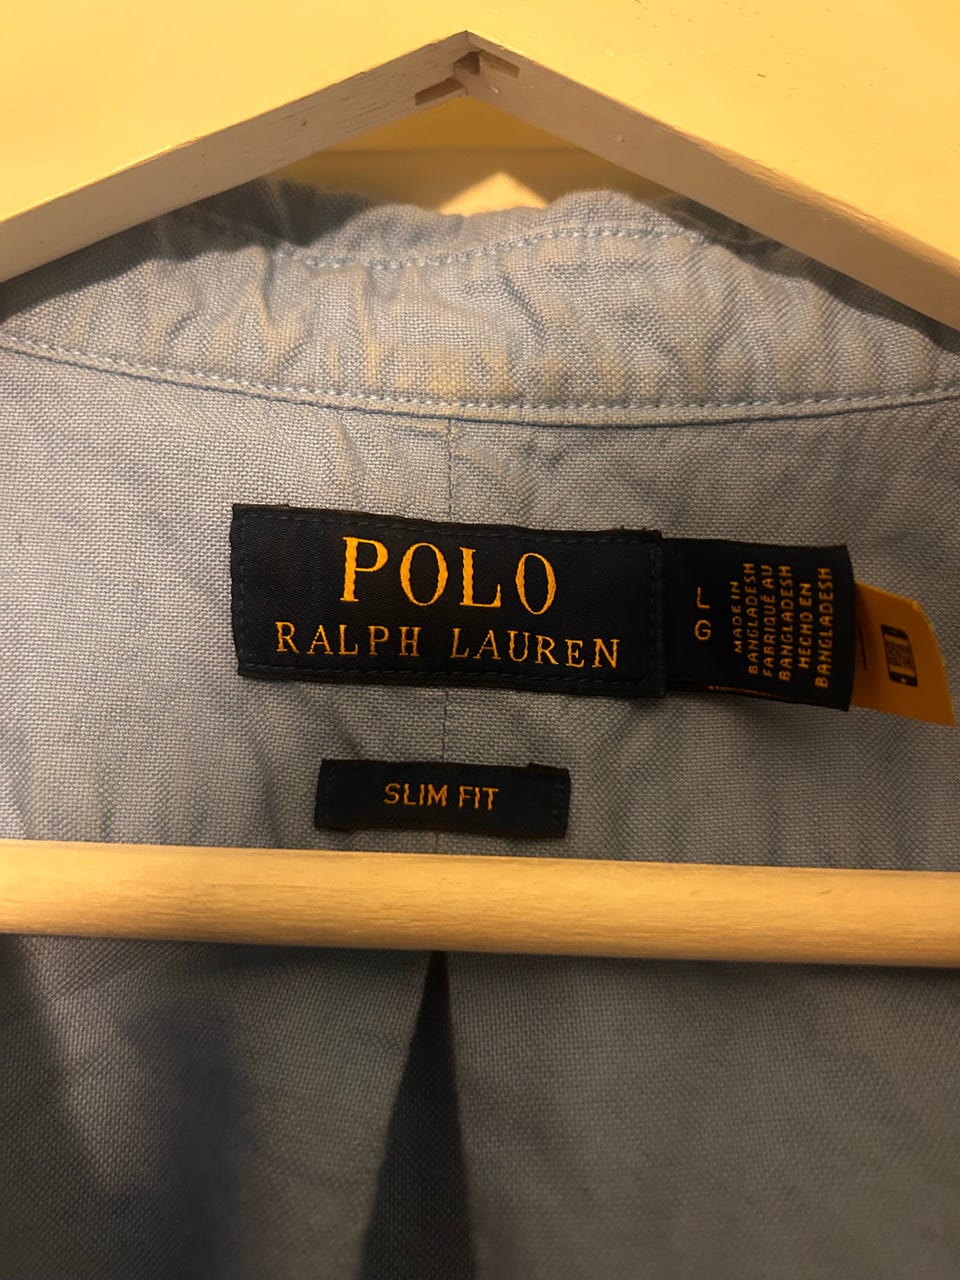 POLO
RALPH LAUREN
L
G
MADE IN
BANGLADESH
FABRIQUÉ AU
BANGLADESH
HECHO EN
BANGLADESH
SLIM FIT